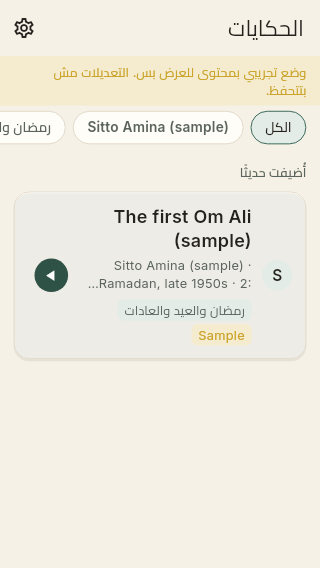 الحكايات
وضع تجريبي بمحتوى للعرض بس. التعديلات مش
بتتحفظ.
الكل
Sitto Amina (sample)
رمضان وا
أُضيفت حديثًا
The first Om Ali
(sample)
S
Sitto Amina (sample) ·
Ramadan, late 1950s · 2:...
رمضان والعيد والعادات
Sample